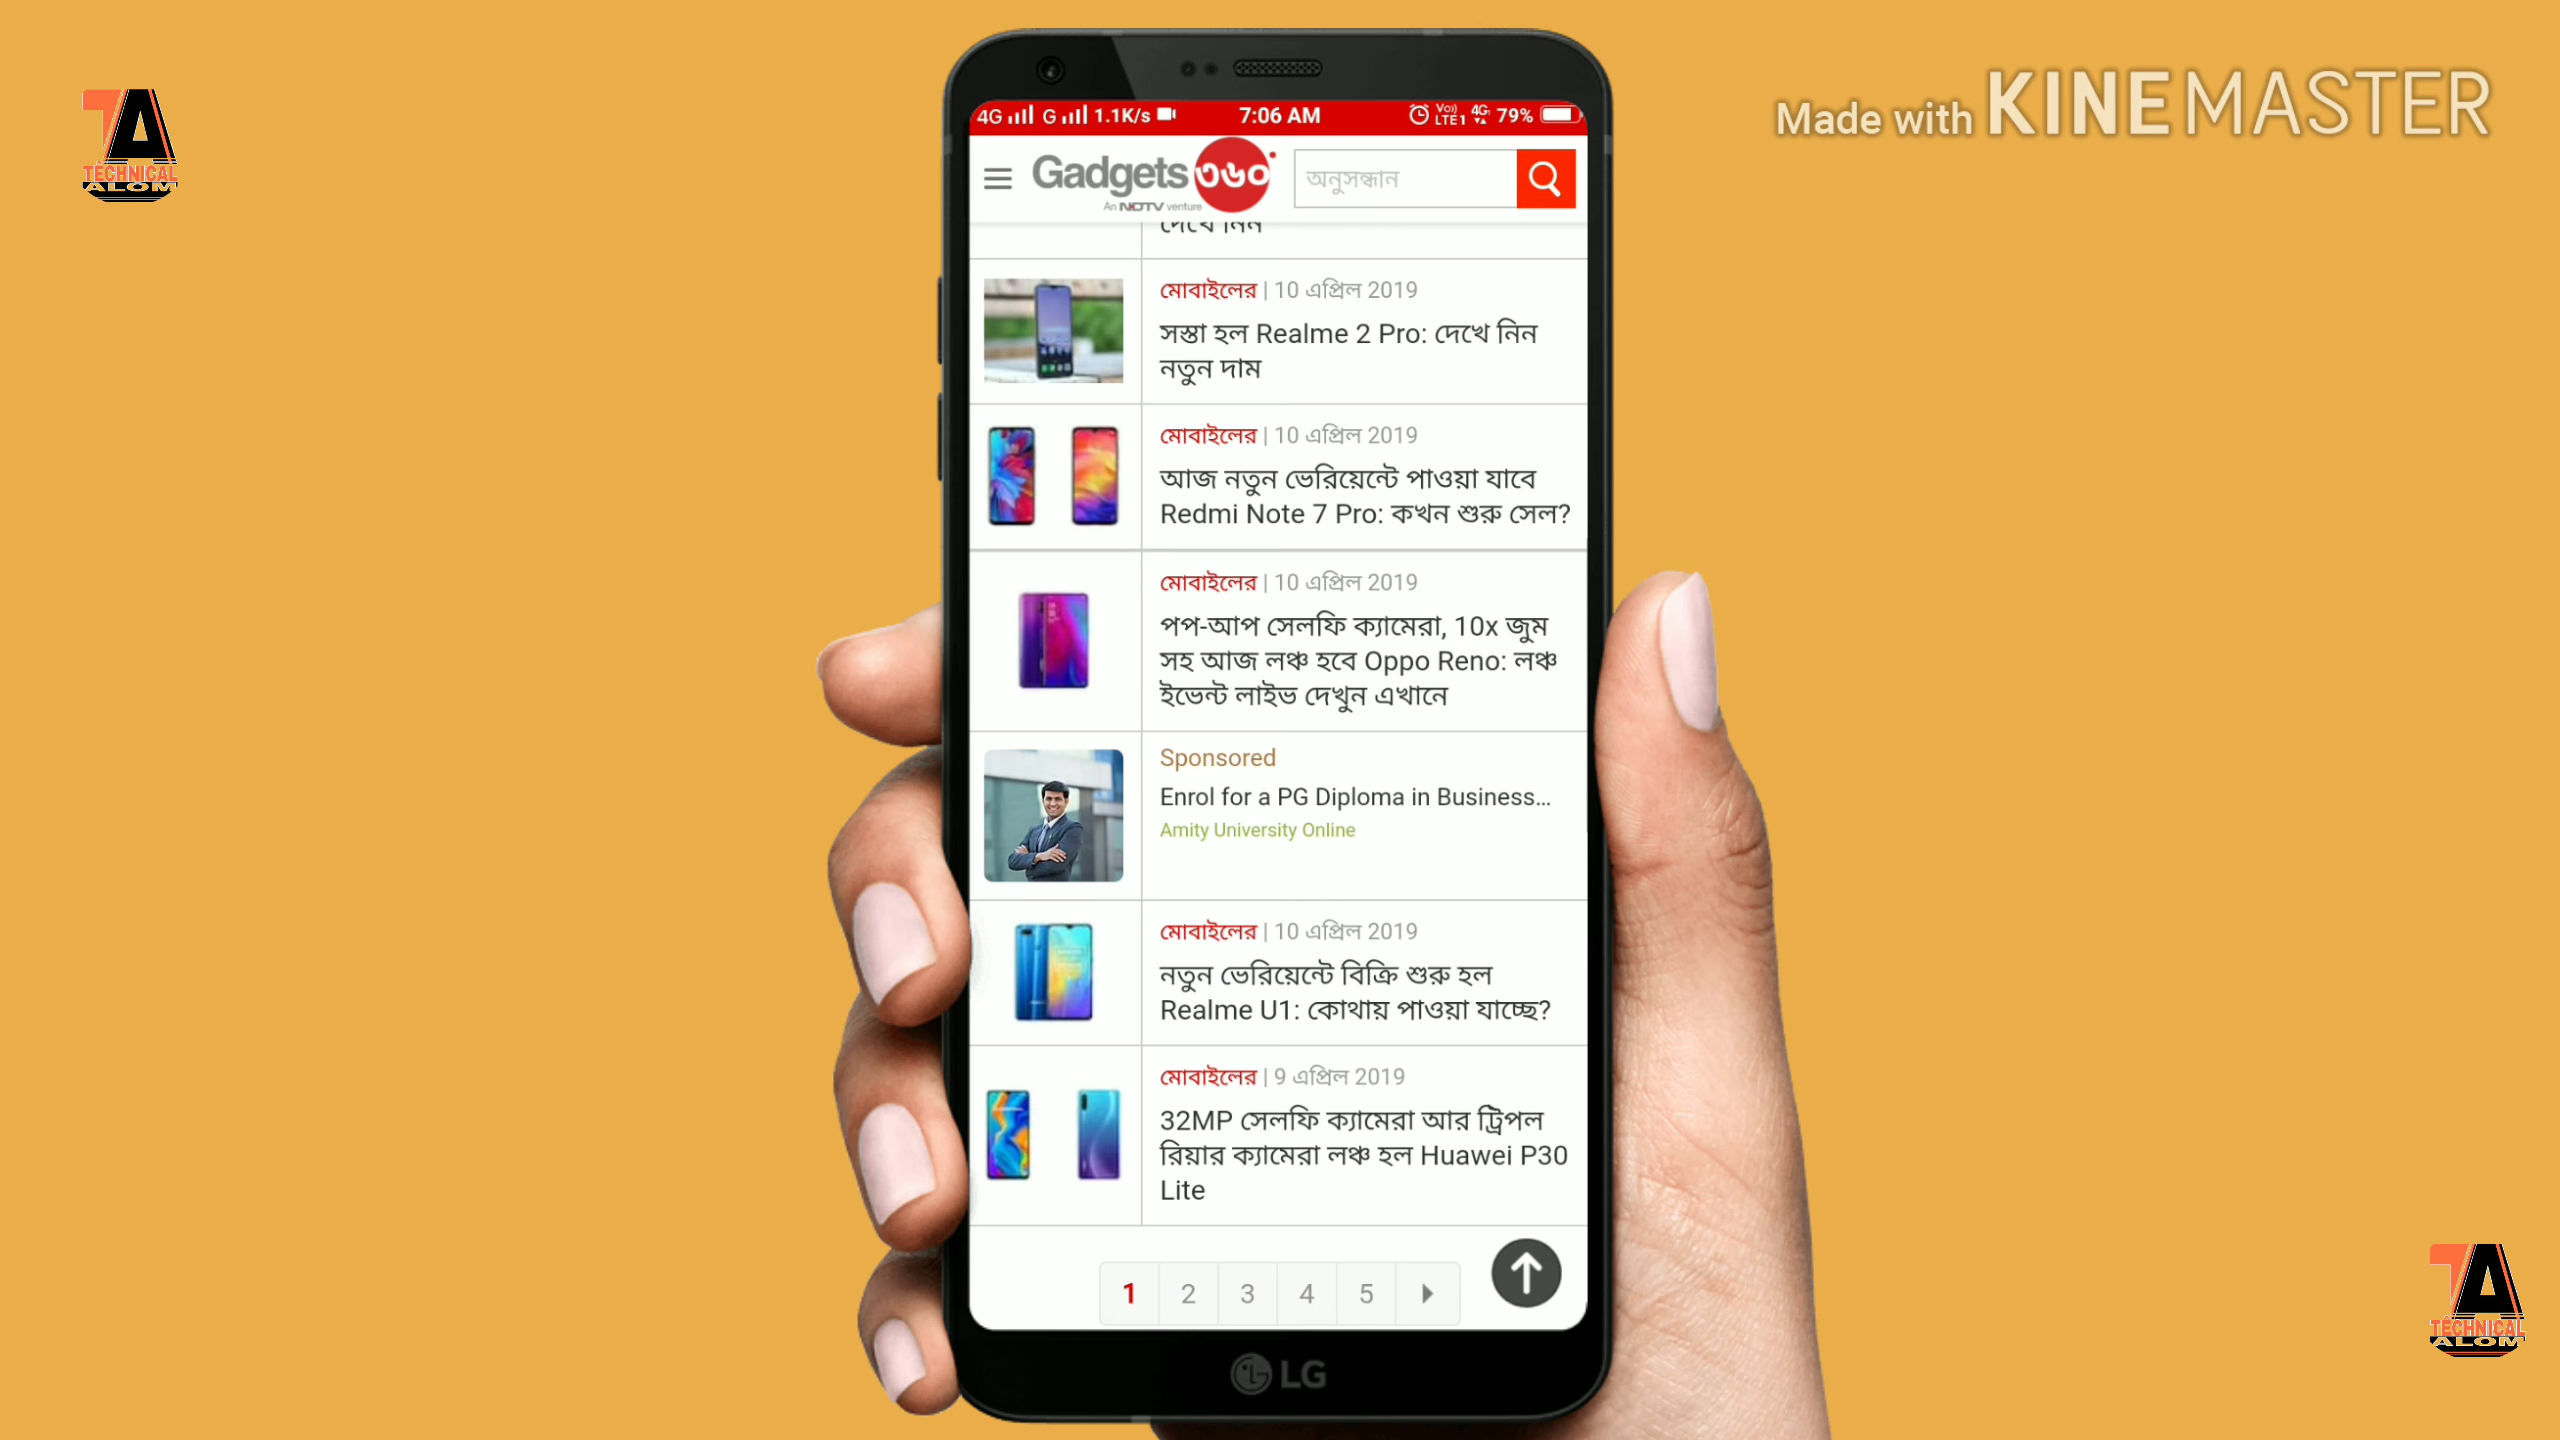 TECHNICAL
ALOM
Made with KINEMASTER
4G G 1.1K/s 7:06 AM VoD LTE1 4G 79%
Gadgets ৩৬০
An NDTV venture
অনুসন্ধান
দেখে নিন
মোবাইলের | 10 এপ্রিল 2019
সস্তা হল Realme 2 Pro: দেখে নিন
নতুন দাম
মোবাইলের | 10 এপ্রিল 2019
আজ নতুন ভেরিয়েন্টে পাওয়া যাবে
Redmi Note 7 Pro: কখন শুরু সেল?
মোবাইলের | 10 এপ্রিল 2019
পপ-আপ সেলফি ক্যামেরা, 10x জুম
সহ আজ লঞ্চ হবে Oppo Reno: লঞ্চ
ইভেন্ট লাইভ দেখুন এখানে
Sponsored
Enrol for a PG Diploma in Business...
Amity University Online
মোবাইলের | 10 এপ্রিল 2019
নতুন ভেরিয়েন্টে বিক্রি শুরু হল
Realme U1: কোথায় পাওয়া যাচ্ছে?
মোবাইলের | 9 এপ্রিল 2019
32MP সেলফি ক্যামেরা আর ট্রিপল
রিয়ার ক্যামেরা লঞ্চ হল Huawei P30
Lite
1 2 3 4 5
LG
TECHNICAL
ALOM